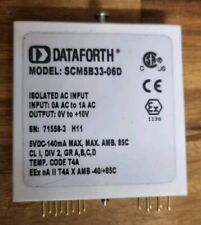 DATAFORTH®
MODEL: SCM5B33-06D
ISOLATED AC INPUT
INPUT: 0A AC to 1A AC
OUTPUT: 0V to +10V
SN: 71558-3 H11
5VDC-140mA MAX, MAX. AMB. 85C
CL I, DIV 2, GR A,B,C,D
TEMP. CODE T4A
EEx nA II T4A X AMB -40/+85C
Ex